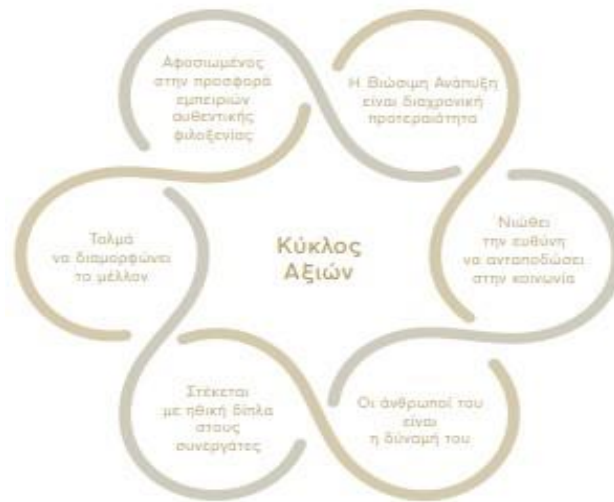 Αφοσιωμένος
στην προσφορά
εμπειριών
αυθεντικής
φιλοξενίας
Η Βιώσιμη Ανάπτυξη
είναι διαχρονική
προτεραιότητα
Νιώθει
την ευθύνη
να ανταποδώσει
στην κοινωνία
Οι άνθρωποί του
είναι
η δύναμή του
Στέκεται
με ηθική δίπλα
στους
συνεργάτες
Τολμά
να διαμορφώνει
το μέλλον
Κύκλος
Αξιών